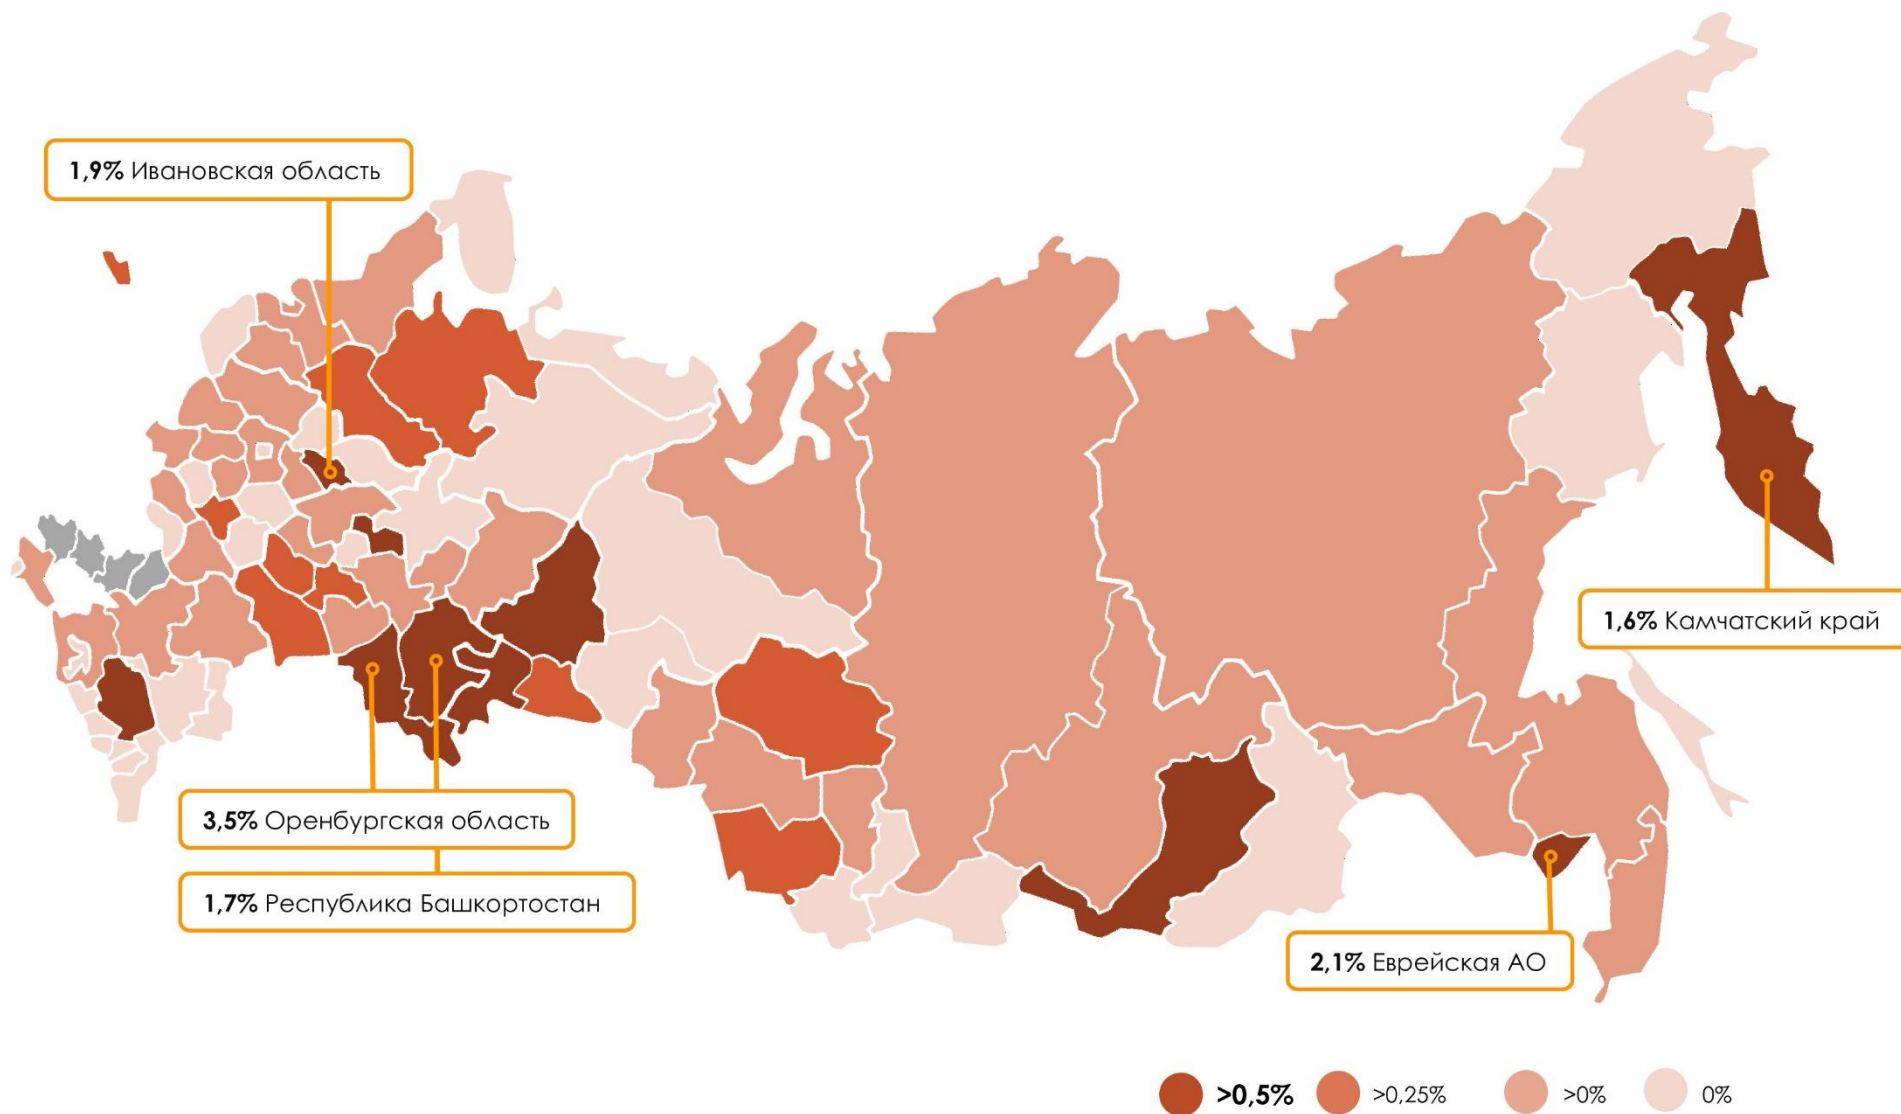 1,9% Ивановская область
1,6% Камчатский край
3,5% Оренбургская область
1,7% Республика Башкортостан
2,1% Еврейская АО
>0,5% >0,25% >0% 0%